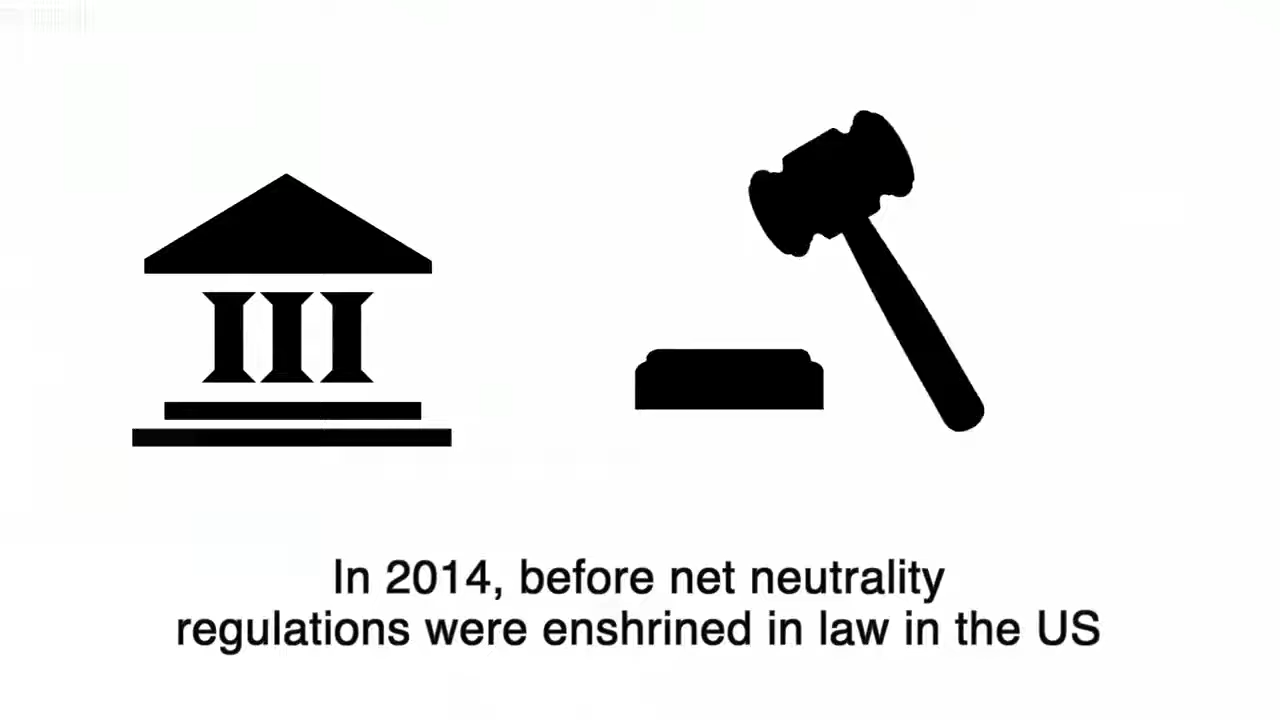 In 2014, before net neutrality
regulations were enshrined in law in the US